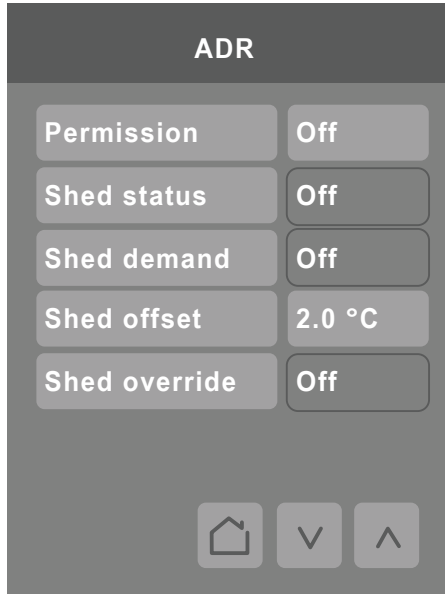 ADR
Permission Off
Shed status Off
Shed demand Off
Shed offset 2.0 °C
Shed override Off